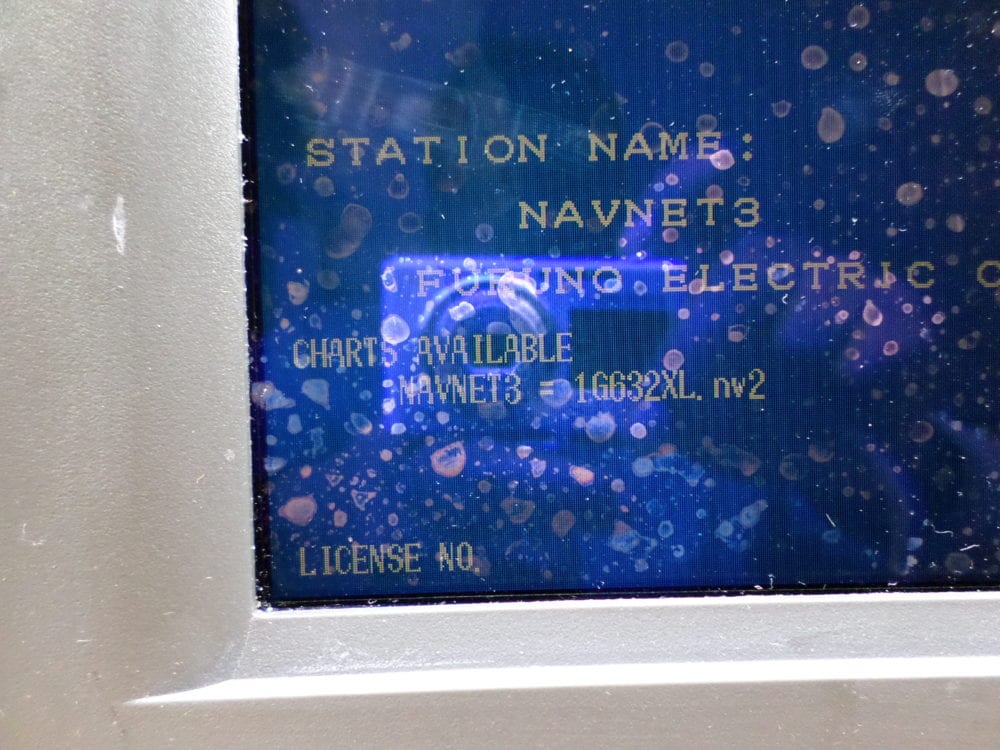 STATION NAME:
NAVNET3
FURUNO ELECTRIC C
CHARTS AVAILABLE
NAVNET3 = 1G632XL.nv2
LICENSE NO.